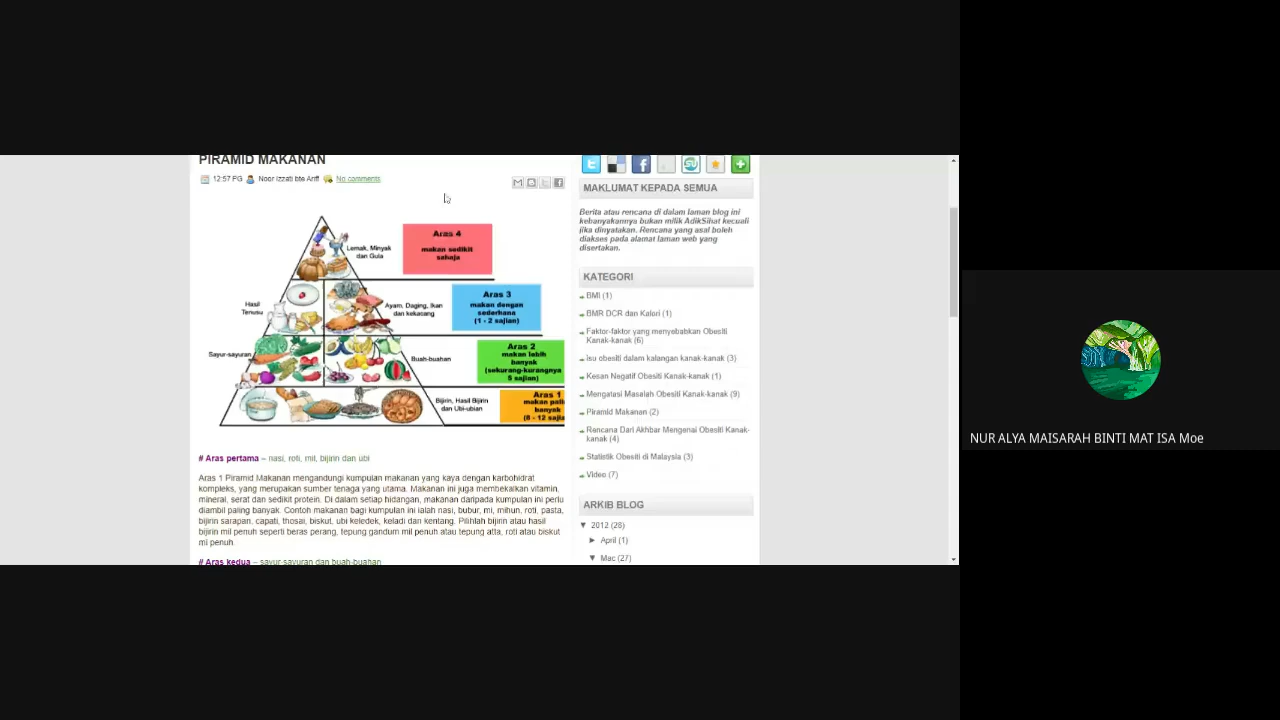 PIRAMID MAKANAN
12:57 PG Noor Izzati bte Ariff No comments
Aras 4
makan sedikit
sahaja
Lemak, Minyak
dan Gula
Aras 3
makan dengan
sederhana
(1 - 2 sajian)
Hasil
Tenusu
Ayam, Daging, Ikan
dan kekacang
Aras 2
makan lebih
banyak
(sekurang-kurangnya
5 sajian)
Sayur-sayuran
Buah-buahan
Aras 1
makan pali
banyak
(8 - 12 sajia
Bijirin, Hasil Bijirin
dan Ubi-ubian
# Aras pertama – nasi, roti, mil, bijirin dan ubi
Aras 1 Piramid Makanan mengandungi kumpulan makanan yang kaya dengan karbohidrat
kompleks, yang merupakan sumber tenaga yang utama. Makanan ini juga membekalkan vitamin,
mineral, serat dan sedikit protein. Di dalam setiap hidangan, makanan daripada kumpulan ini perlu
diambil paling banyak. Contoh makanan bagi kumpulan ini ialah nasi, bubur, mi, mihun, roti, pasta,
bijirin sarapan, capati, thosai, biskut, ubi keledek, keladi dan kentang. Pilihlah bijirin atau hasil
bijirin mil penuh seperti beras perang, tepung gandum mil penuh atau tepung atta, roti atau biskut
mi penuh.
# Aras kedua – sayur sayuran dan buah-buahan
MAKLUMAT KEPADA SEMUA
Berita atau rencana di dalam laman blog ini
kebanyakannya bukan milik AdikSihat kecuali
jika dinyatakan. Rencana yang asal boleh
diakses pada alamat laman web yang
disertakan.
KATEGORI
BMI (1)
BMR DCR dan Kalori (1)
Faktor-faktor yang menyebabkan Obesiti
Kanak-kanak (6)
Isu obesiti dalam kalangan kanak-kanak (3)
Kesan Negatif Obesiti Kanak-kanak (1)
Mengatasi Masalah Obesiti Kanak-kanak (9)
Piramid Makanan (2)
Rencana Dari Akhbar Mengenai Obesiti Kanak-
kanak (4)
Statistik Obesiti di Malaysia (3)
Video (7)
ARKIB BLOG
▼ 2012 (28)
► April (1)
▼ Mac (27)
NUR ALYA MAISARAH BINTI MAT ISA Moe